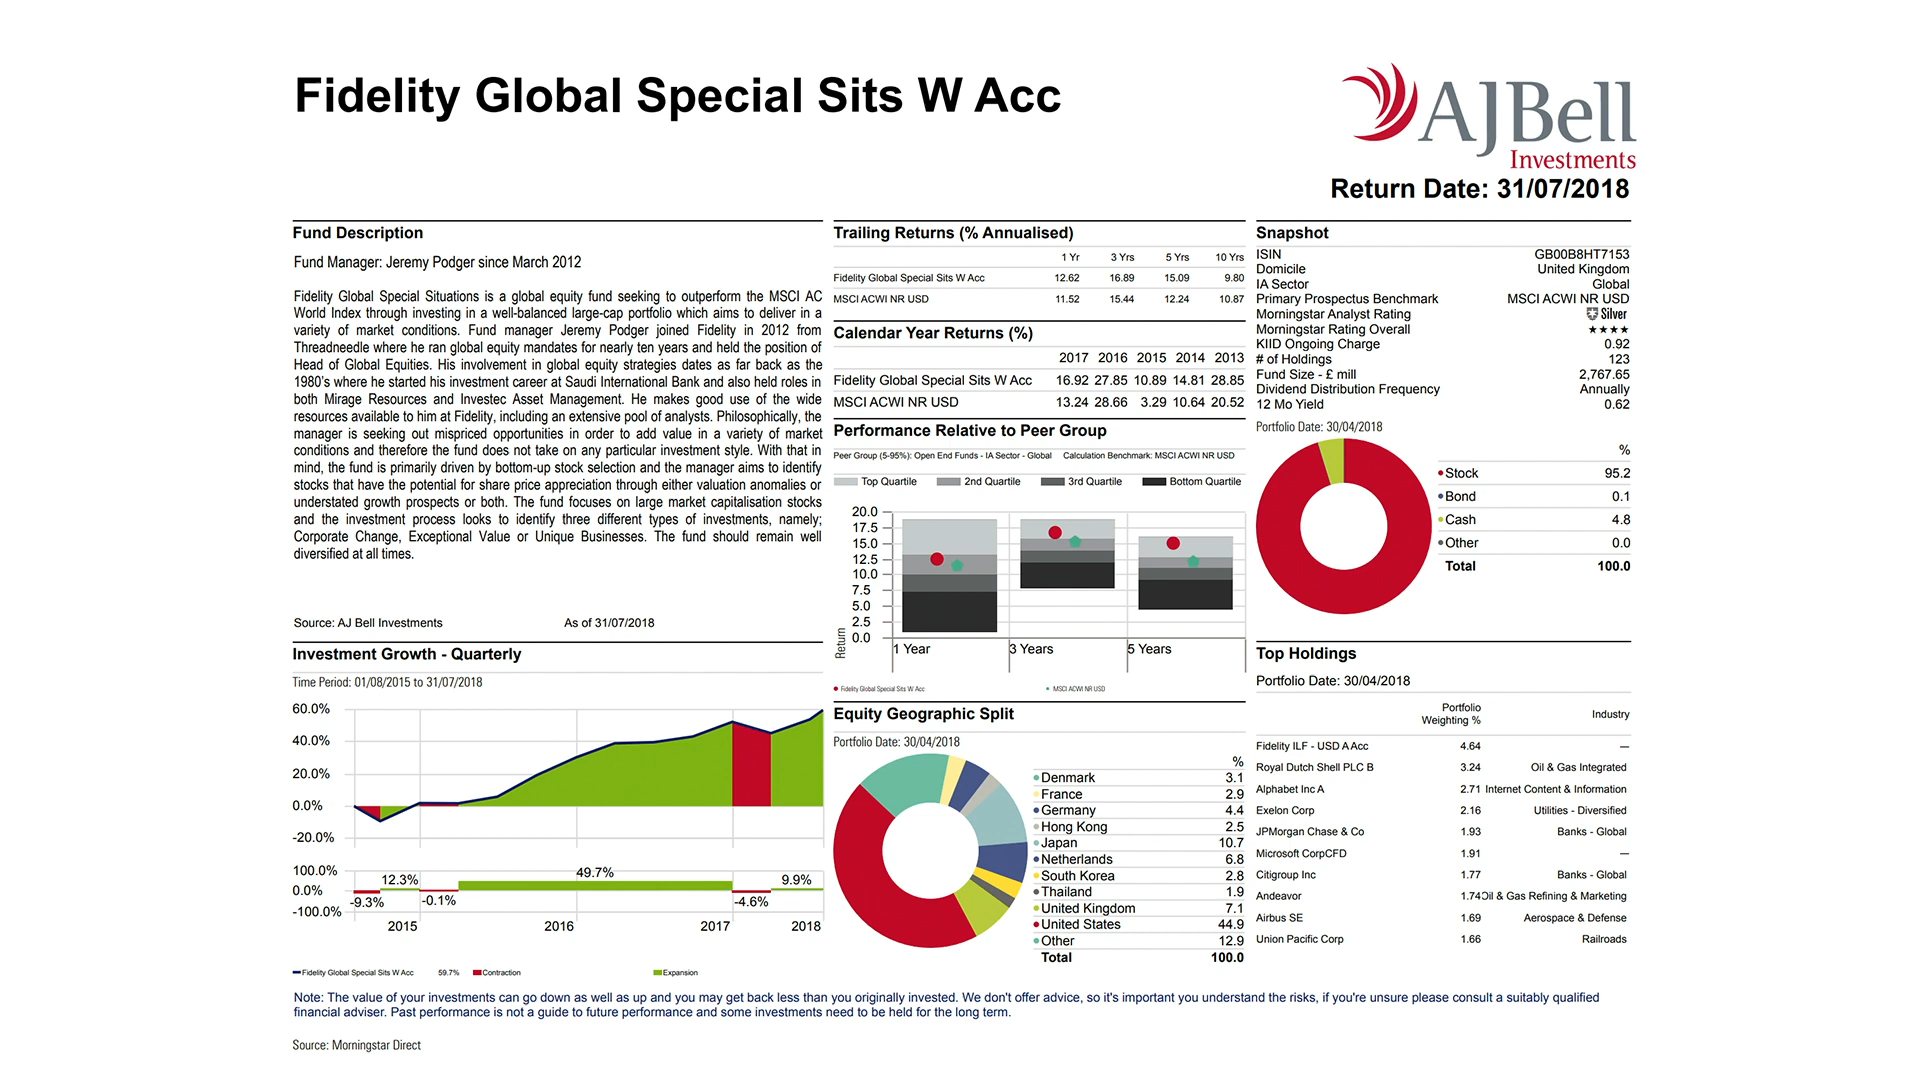 Fidelity Global Special Sits W Acc
AJBell
Investments
Return Date: 31/07/2018
Fund Description
Fund Manager: Jeremy Podger since March 2012
Fidelity Global Special Situations is a global equity fund seeking to outperform the MSCI AC
World Index through investing in a well-balanced large-cap portfolio which aims to deliver in a
variety of market conditions. Fund manager Jeremy Podger joined Fidelity in 2012 from
Threadneedle where he ran global equity mandates for nearly ten years and held the position of
Head of Global Equities. His involvement in global equity strategies dates as far back as the
1980's where he started his investment career at Saudi International Bank and also held roles in
both Mirage Resources and Investec Asset Management. He makes good use of the wide
resources available to him at Fidelity, including an extensive pool of analysts. Philosophically, the
manager is seeking out mispriced opportunities in order to add value in a variety of market
conditions and therefore the fund does not take on any particular investment style. With that in
mind, the fund is primarily driven by bottom-up stock selection and the manager aims to identify
stocks that have the potential for share price appreciation through either valuation anomalies or
understated growth prospects or both. The fund focuses on large market capitalisation stocks
and the investment process looks to identify three different types of investments, namely;
Corporate Change, Exceptional Value or Unique Businesses. The fund should remain well
diversified at all times.
Source: AJ Bell Investments As of 31/07/2018
Investment Growth - Quarterly
Time Period: 01/08/2015 to 31/07/2018
60.0%
40.0%
20.0%
0.0%
-20.0%
100.0%
0.0%
-100.0%
-9.3% 12.3% -0.1% 49.7% -4.6% 9.9%
2015 2016 2017 2018
Fidelity Global Special Sits W Acc 59.7% Contraction Expansion
Trailing Returns (% Annualised)
1 Yr 3 Yrs 5 Yrs 10 Yrs
Fidelity Global Special Sits W Acc 12.62 16.89 15.09 9.80
MSCI ACWI NR USD 11.52 15.44 12.24 10.87
Calendar Year Returns (%)
2017 2016 2015 2014 2013
Fidelity Global Special Sits W Acc 16.92 27.85 10.89 14.81 28.85
MSCI ACWI NR USD 13.24 28.66 3.29 10.64 20.52
Performance Relative to Peer Group
Peer Group (5-95%): Open End Funds - IA Sector - Global Calculation Benchmark: MSCI ACWI NR USD
Top Quartile 2nd Quartile 3rd Quartile Bottom Quartile
20.0
17.5
15.0
12.5
10.0
7.5
5.0
2.5
0.0
Return
1 Year 3 Years 5 Years
Fidelity Global Special Sits W Acc MSCI ACWI NR USD
Equity Geographic Split
Portfolio Date: 30/04/2018
%
Denmark 3.1
France 2.9
Germany 4.4
Hong Kong 2.5
Japan 10.7
Netherlands 6.8
South Korea 2.8
Thailand 1.9
United Kingdom 7.1
United States 44.9
Other 12.9
Total 100.0
Snapshot
ISIN GB00B8HT7153
Domicile United Kingdom
IA Sector Global
Primary Prospectus Benchmark MSCI ACWI NR USD
Morningstar Analyst Rating Silver
Morningstar Rating Overall ★★★★
KIID Ongoing Charge 0.92
# of Holdings 123
Fund Size - £ mill 2,767.65
Dividend Distribution Frequency Annually
12 Mo Yield 0.62
Portfolio Date: 30/04/2018
%
Stock 95.2
Bond 0.1
Cash 4.8
Other 0.0
Total 100.0
Top Holdings
Portfolio Date: 30/04/2018
Portfolio
Weighting % Industry
Fidelity ILF - USD A Acc 4.64 —
Royal Dutch Shell PLC B 3.24 Oil & Gas Integrated
Alphabet Inc A 2.71 Internet Content & Information
Exelon Corp 2.16 Utilities - Diversified
JPMorgan Chase & Co 1.93 Banks - Global
Microsoft CorpCFD 1.91 —
Citigroup Inc 1.77 Banks - Global
Andeavor 1.74 Oil & Gas Refining & Marketing
Airbus SE 1.69 Aerospace & Defense
Union Pacific Corp 1.66 Railroads
Note: The value of your investments can go down as well as up and you may get back less than you originally invested. We don't offer advice, so it's important you understand the risks, if you're unsure please consult a suitably qualified
financial adviser. Past performance is not a guide to future performance and some investments need to be held for the long term.
Source: Morningstar Direct